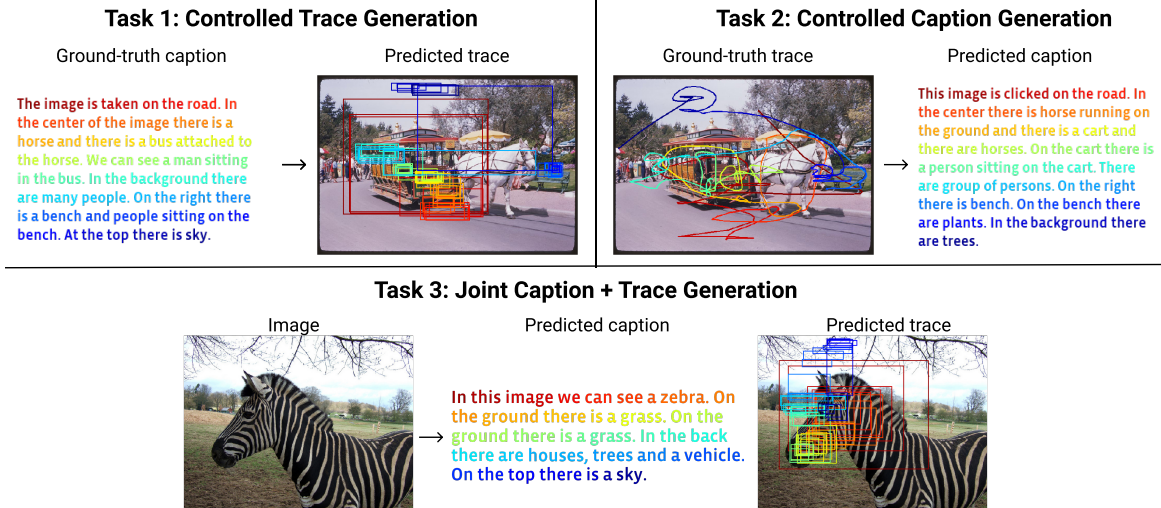 Task 1: Controlled Trace Generation
Ground-truth caption
Predicted trace
The image is taken on the road. In
the center of the image there is a
horse and there is a bus attached to
the horse. We can see a man sitting
in the bus. In the background there
are many people. On the right there
is a bench and people sitting on the
bench. At the top there is sky.
Task 2: Controlled Caption Generation
Ground-truth trace
Predicted caption
This image is clicked on the road. In
the center there is horse running on
the ground and there is a cart and
there are horses. On the cart there is
a person sitting on the cart. There
are group of persons. On the right
there is bench. On the bench there
are plants. In the background there
are trees.
Task 3: Joint Caption + Trace Generation
Image
Predicted caption
Predicted trace
In this image we can see a zebra. On
the ground there is a grass. On the
ground there is a grass. In the back
there are houses, trees and a vehicle.
On the top there is a sky.